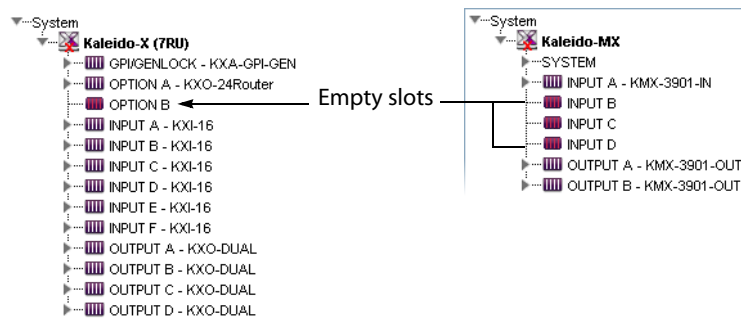 System
Kaleido-X (7RU)
GPI/GENLOCK - KXA-GPI-GEN
OPTION A - KXO-24Router
OPTION B
INPUT A - KXI-16
INPUT B - KXI-16
INPUT C - KXI-16
INPUT D - KXI-16
INPUT E - KXI-16
INPUT F - KXI-16
OUTPUT A - KXO-DUAL
OUTPUT B - KXO-DUAL
OUTPUT C - KXO-DUAL
OUTPUT D - KXO-DUAL
Empty slots
System
Kaleido-MX
SYSTEM
INPUT A - KMX-3901-IN
INPUT B
INPUT C
INPUT D
OUTPUT A - KMX-3901-OUT
OUTPUT B - KMX-3901-OUT